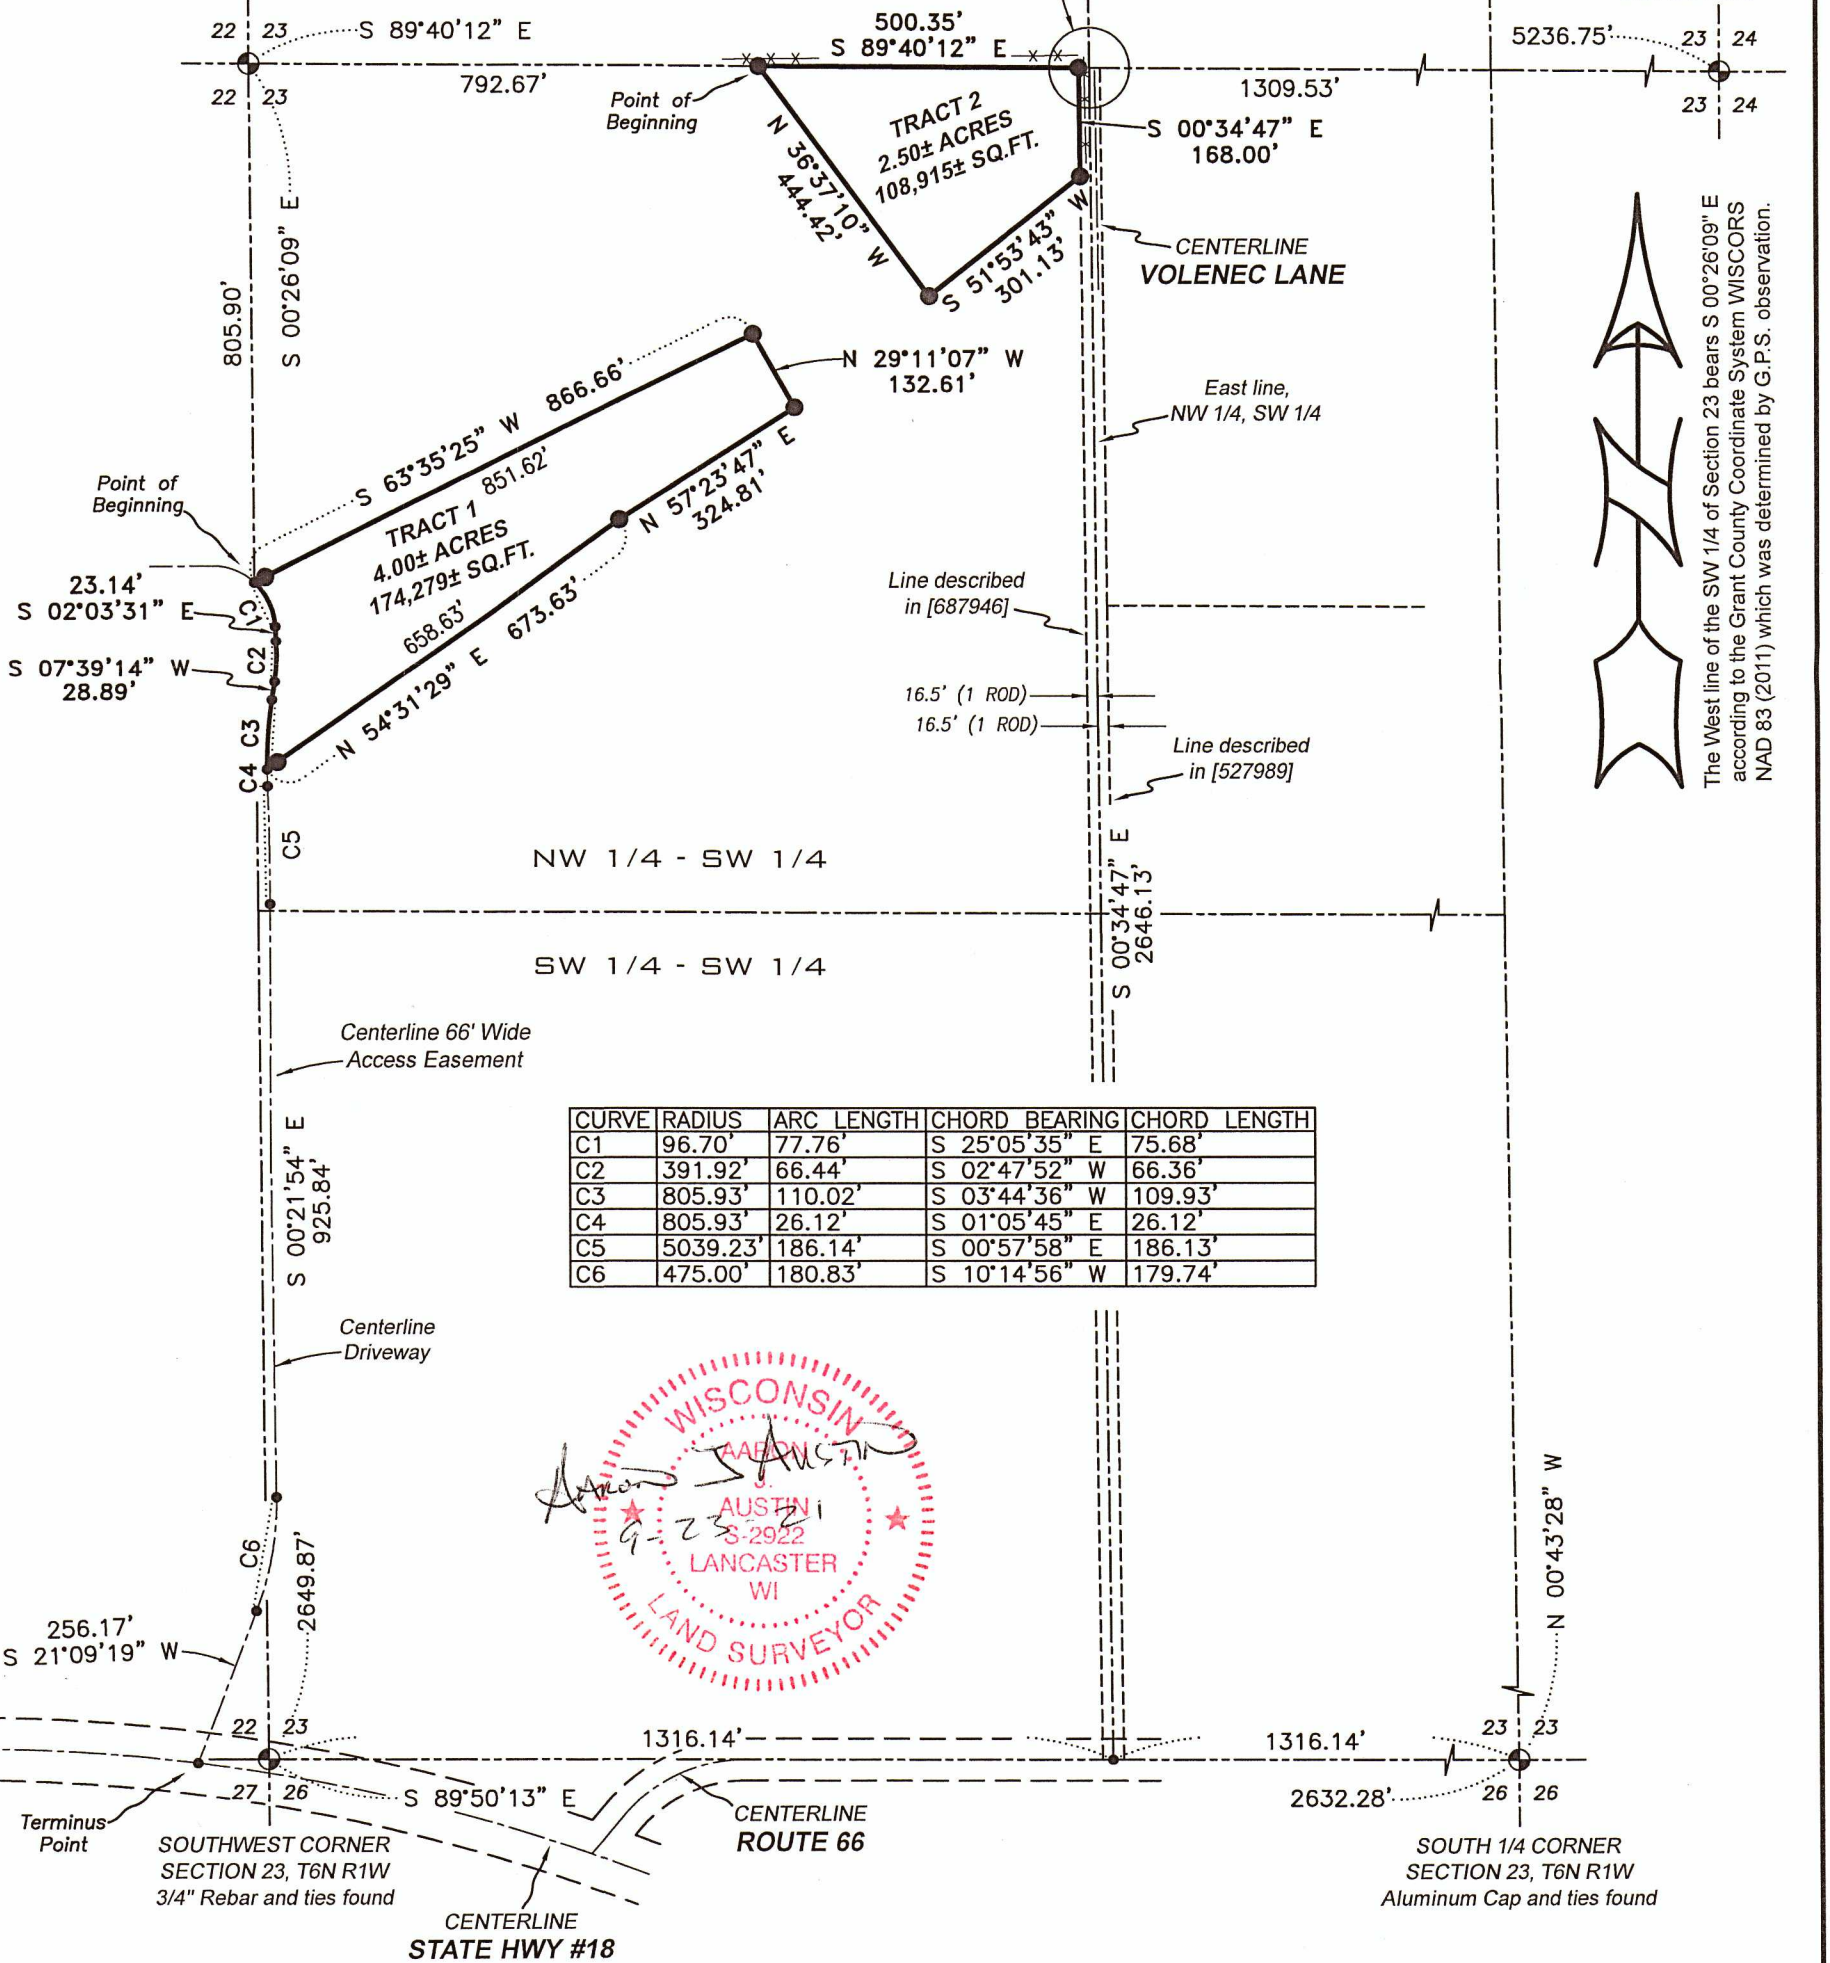 22 23
S 89°40'12" E
22 23
792.67'
500.35'
S 89°40'12" E
5236.75'
23 24
23 24
1309.53'
Point of
Beginning
TRACT 2
2.50± ACRES
108,915± SQ.FT.
N 36°37'10" W
444.42'
S 00°34'47" E
168.00'
S 51°53'43" W
301.13'
CENTERLINE
VOLENEC LANE
805.90'
S 00°26'09" E
N 29°11'07" W
132.61'
East line,
NW 1/4, SW 1/4
The West line of the SW 1/4 of Section 23 bears S 00°26'09" E
according to the Grant County Coordinate System WISCORS
NAD 83 (2011) which was determined by G.P.S. observation.
N
S 63°35'25" W 866.66'
851.62'
Point of
Beginning
TRACT 1
4.00± ACRES
174,279± SQ.FT.
N 57°23'47" E
324.81'
23.14'
S 02°03'31" E
C1
S 07°39'14" W
28.89'
C2
C3
C4
C5
658.63'
N 54°31'29" E 673.63'
Line described
in [687946]
16.5' (1 ROD)
16.5' (1 ROD)
Line described
in [527989]
NW 1/4 - SW 1/4
S 00°34'47" E
2646.13'
SW 1/4 - SW 1/4
Centerline 66' Wide
Access Easement
S 00°21'54" E
925.84'
CURVE RADIUS ARC LENGTH CHORD BEARING CHORD LENGTH
C1 96.70' 77.76' S 25°05'35" E 75.68'
C2 391.92' 66.44' S 02°47'52" W 66.36'
C3 805.93' 110.02' S 03°44'36" W 109.93'
C4 805.93' 26.12' S 01°05'45" E 26.12'
C5 5039.23' 186.14' S 00°57'58" E 186.13'
C6 475.00' 180.83' S 10°14'56" W 179.74'
Centerline
Driveway
WISCONSIN
AARON
J.
AUSTIN
S-2922
LANCASTER
WI
LAND SURVEYOR
Aaron J Austin
9-23-21
C6
2649.87'
N 00°43'28" W
256.17'
S 21°09'19" W
22 23
1316.14'
1316.14'
23 23
27 26
S 89°50'13" E
2632.28'
26 26
Terminus
Point
SOUTHWEST CORNER
SECTION 23, T6N R1W
3/4" Rebar and ties found
CENTERLINE
ROUTE 66
SOUTH 1/4 CORNER
SECTION 23, T6N R1W
Aluminum Cap and ties found
CENTERLINE
STATE HWY #18